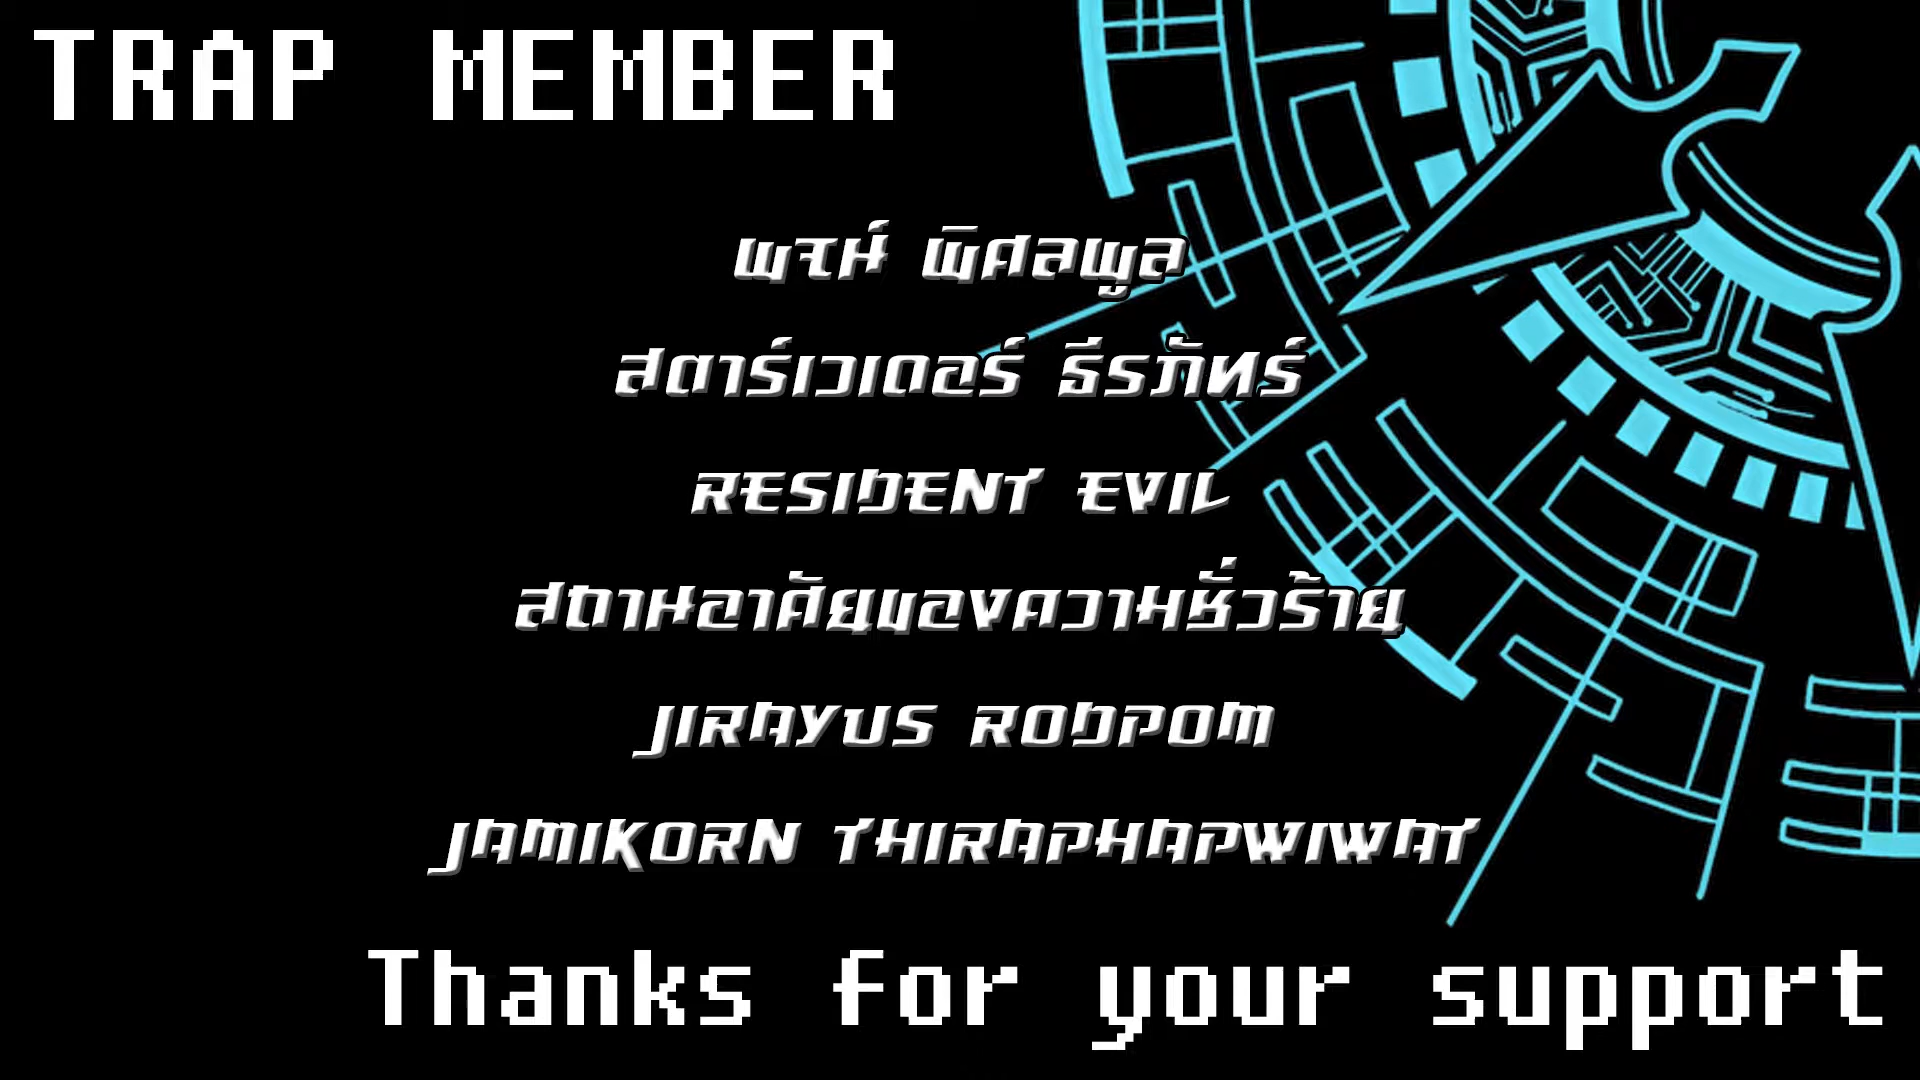 TRAP MEMBER
พจน์ พิศลพูล
สตาร์เวเดอร์ ธีรภัทร์
RESIDENT EVIL
สถานอาศัยของความชั่วร้าย
JIRAYUS RODPOM
JAMIKORN THIRAPHAPWIWAT
Thanks for your support